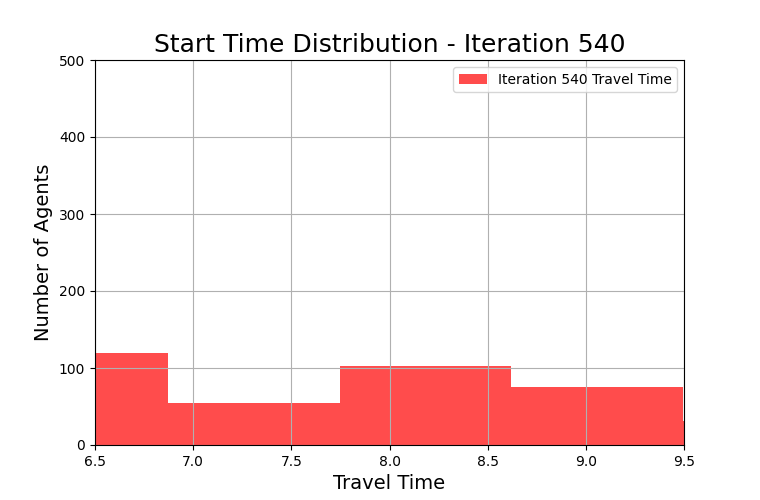 Start Time Distribution - Iteration 540
500
Iteration 540 Travel Time
400
300
200
100
0
Number of Agents
6.5 7.0 7.5 8.0 8.5 9.0 9.5
Travel Time